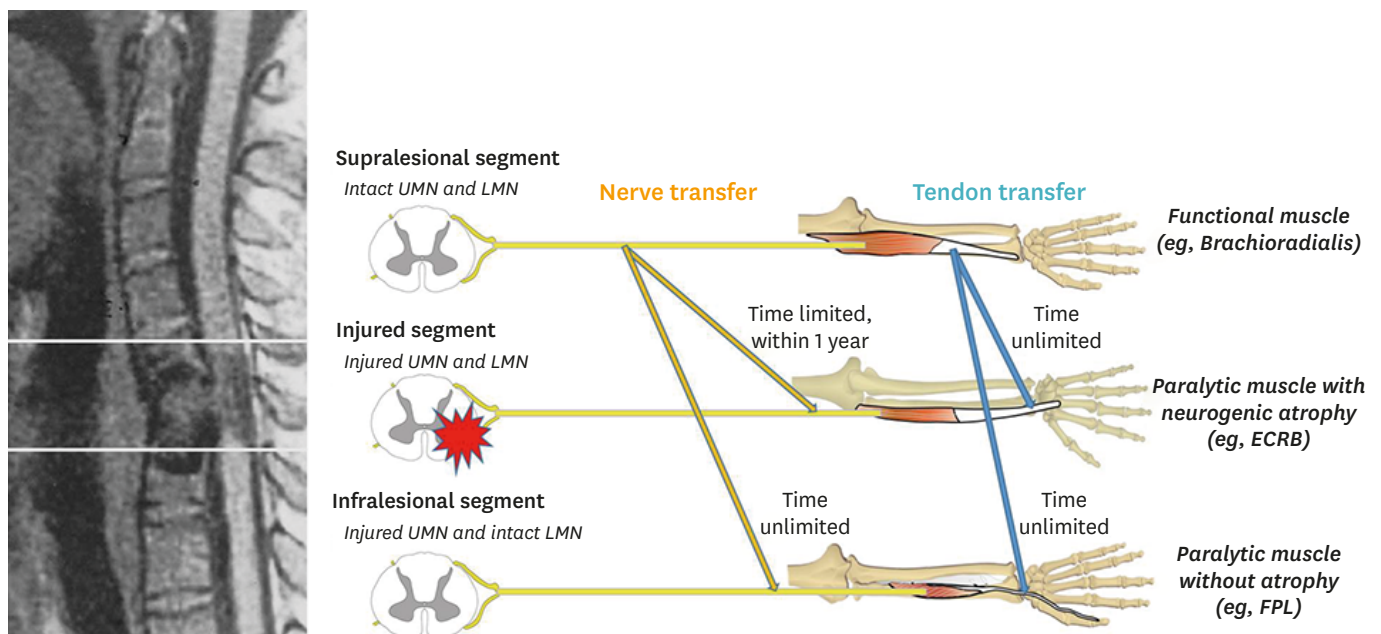 Supralesional segment
Intact UMN and LMN
Nerve transfer
Tendon transfer
Functional muscle
(eg, Brachioradialis)
Time limited,
within 1 year
Time
unlimited
Injured segment
Injured UMN and LMN
Paralytic muscle with
neurogenic atrophy
(eg, ECRB)
Infralesional segment
Injured UMN and intact LMN
Time
unlimited
Time
unlimited
Paralytic muscle
without atrophy
(eg, FPL)